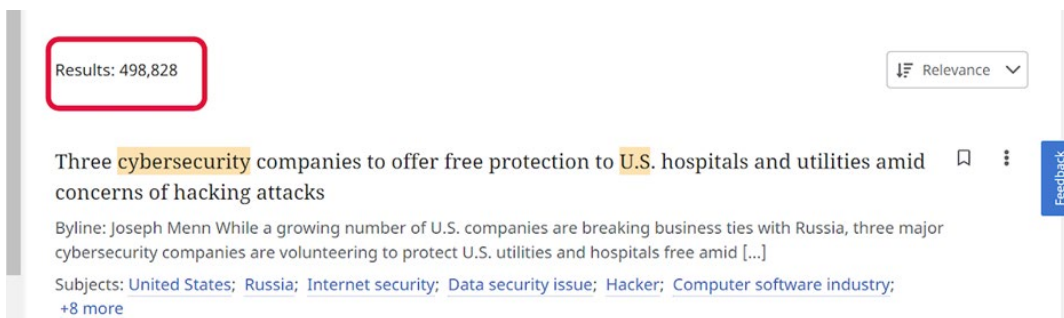 Results: 498,828
Relevance
Three cybersecurity companies to offer free protection to U.S. hospitals and utilities amid
concerns of hacking attacks
Byline: Joseph Menn While a growing number of U.S. companies are breaking business ties with Russia, three major
cybersecurity companies are volunteering to protect U.S. utilities and hospitals free amid [...]
Subjects: United States; Russia; Internet security; Data security issue; Hacker; Computer software industry;
+8 more
Feedback